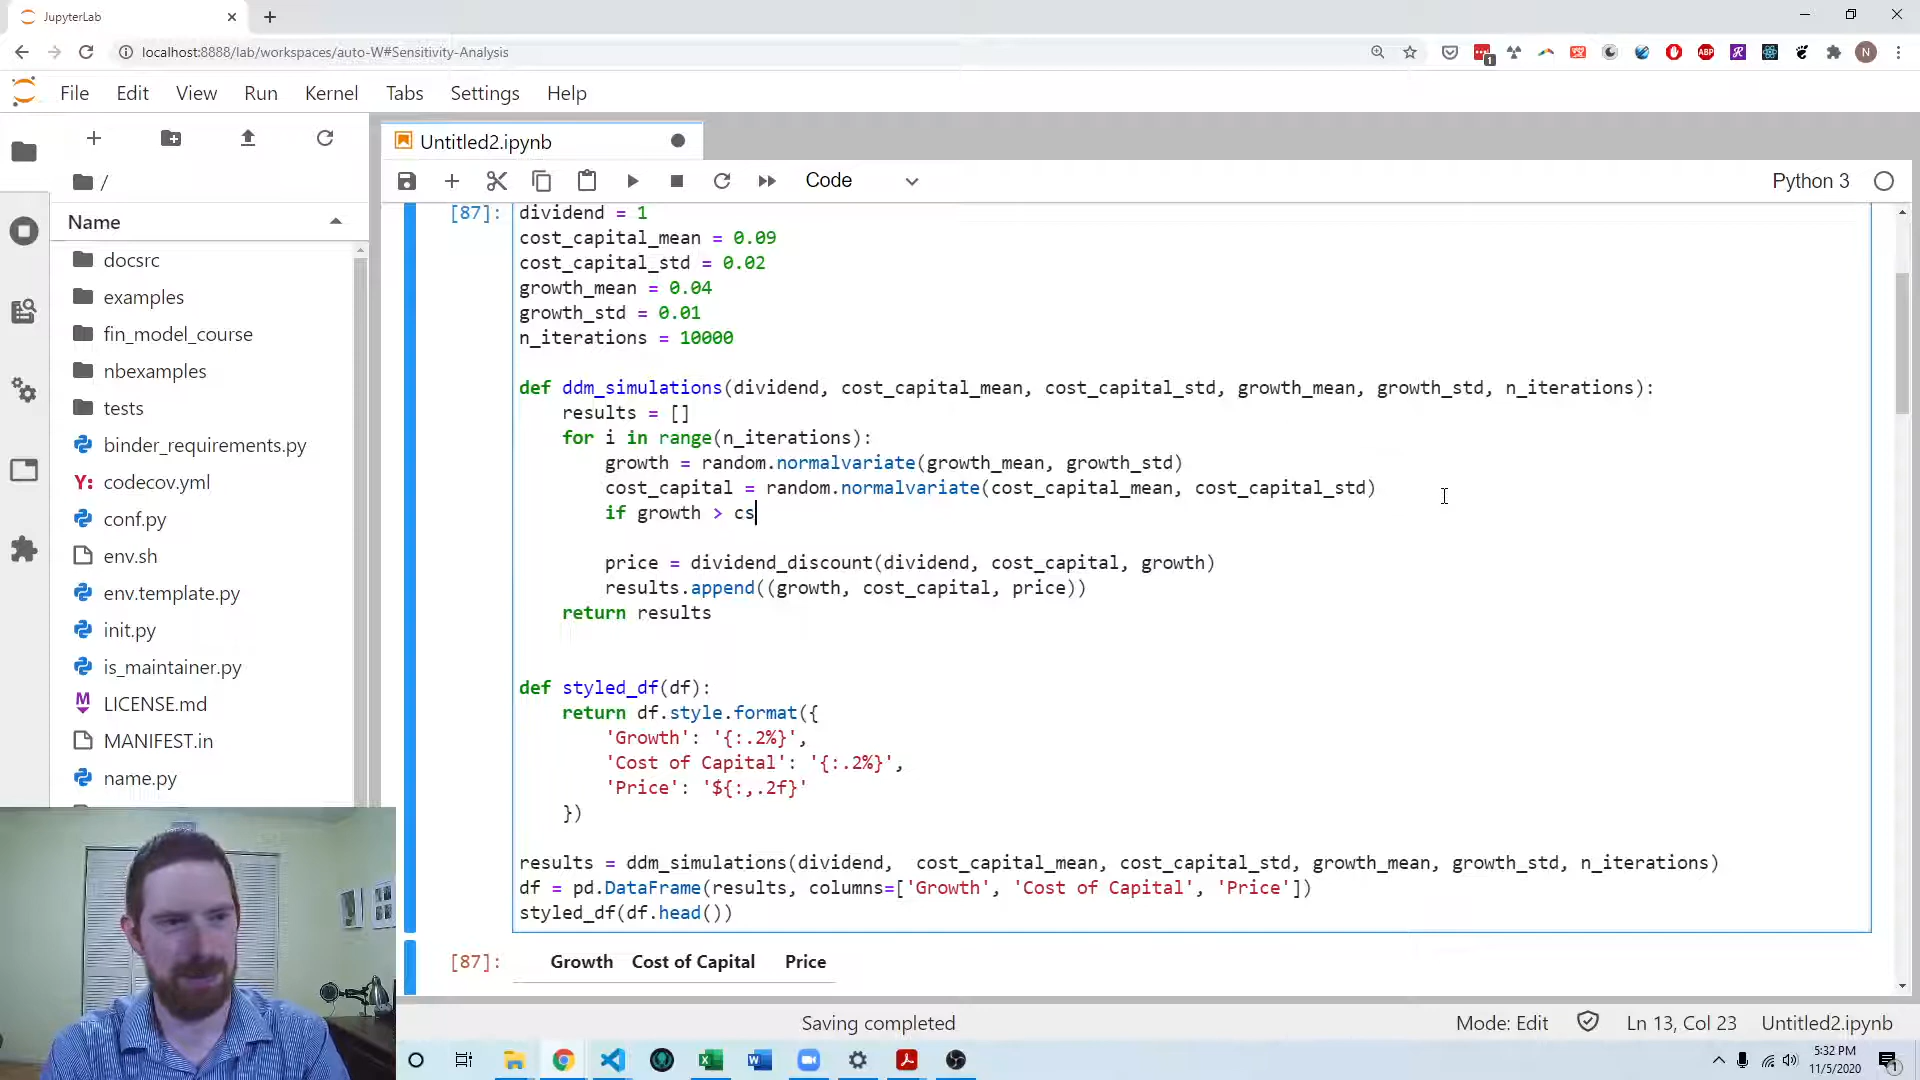 JupyterLab
localhost:8888/lab/workspaces/auto-W#Sensitivity-Analysis
1
ABP
R
N
File Edit View Run Kernel Tabs Settings Help
Untitled2.ipynb
/
Code
Python 3
Name
docsrc
examples
fin_model_course
nbexamples
tests
binder_requirements.py
Y: codecov.yml
conf.py
env.sh
env.template.py
init.py
is_maintainer.py
LICENSE.md
MANIFEST.in
name.py
[87]: dividend = 1
cost_capital_mean = 0.09
cost_capital_std = 0.02
growth_mean = 0.04
growth_std = 0.01
n_iterations = 10000
def ddm_simulations(dividend, cost_capital_mean, cost_capital_std, growth_mean, growth_std, n_iterations):
results = []
for i in range(n_iterations):
growth = random.normalvariate(growth_mean, growth_std)
cost_capital = random.normalvariate(cost_capital_mean, cost_capital_std)
if growth > cs
price = dividend_discount(dividend, cost_capital, growth)
results.append((growth, cost_capital, price))
return results
def styled_df(df):
return df.style.format({
'Growth': '{:.2%}',
'Cost of Capital': '{:.2%}',
'Price': '${:,.2f}'
})
results = ddm_simulations(dividend,  cost_capital_mean, cost_capital_std, growth_mean, growth_std, n_iterations)
df = pd.DataFrame(results, columns=['Growth', 'Cost of Capital', 'Price'])
styled_df(df.head())
[87]: Growth Cost of Capital Price
Saving completed
Mode: Edit
Ln 13, Col 23
Untitled2.ipynb
5:32 PM
11/5/2020
1